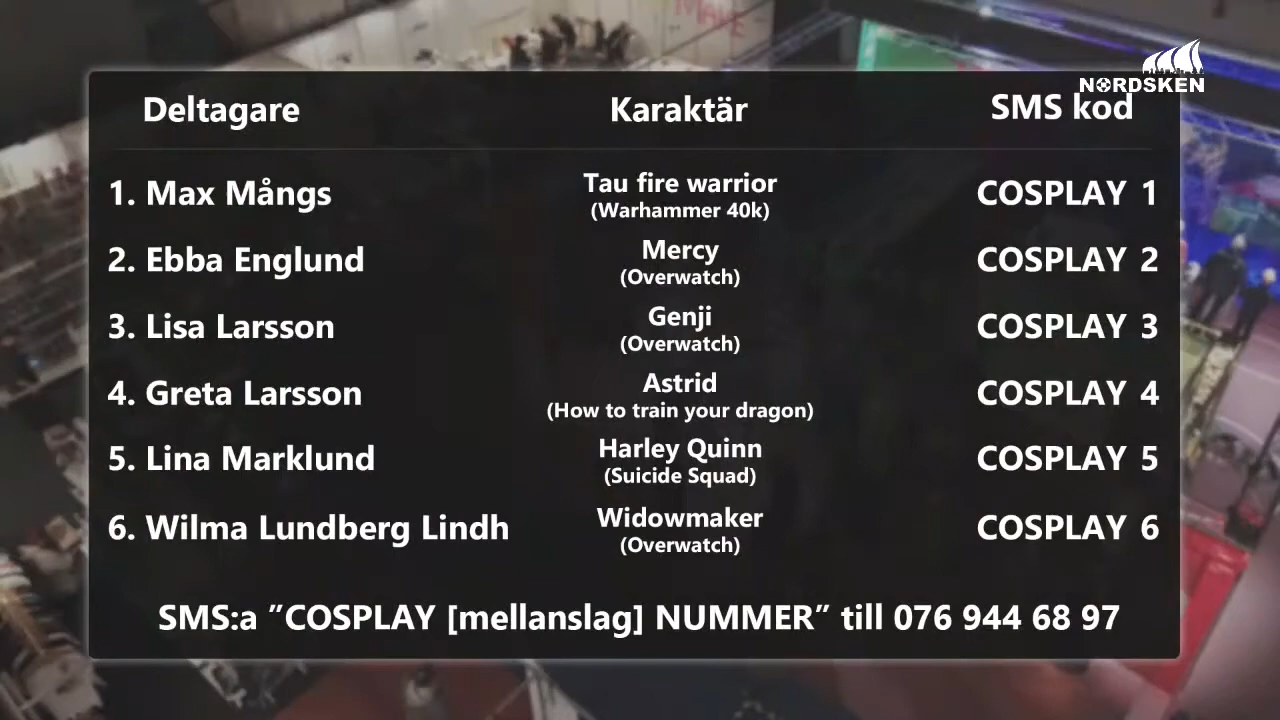 NORDSKEN
Deltagare Karaktär SMS kod
1. Max Mångs Tau fire warrior (Warhammer 40k) COSPLAY 1
2. Ebba Englund Mercy (Overwatch) COSPLAY 2
3. Lisa Larsson Genji (Overwatch) COSPLAY 3
4. Greta Larsson Astrid (How to train your dragon) COSPLAY 4
5. Lina Marklund Harley Quinn (Suicide Squad) COSPLAY 5
6. Wilma Lundberg Lindh Widowmaker (Overwatch) COSPLAY 6
SMS:a ”COSPLAY [mellanslag] NUMMER” till 076 944 68 97